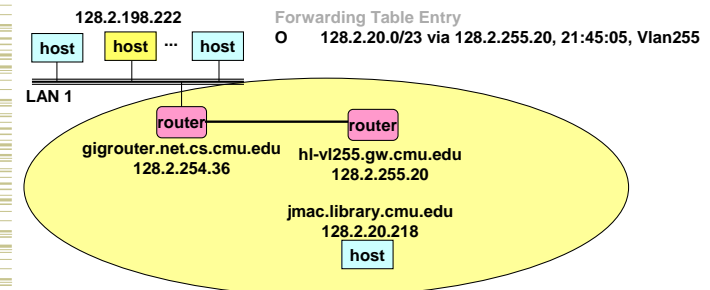 128.2.198.222
Forwarding Table Entry
O 128.2.20.0/23 via 128.2.255.20, 21:45:05, Vlan255
host host ... host
LAN 1
router router
gigrouter.net.cs.cmu.edu
128.2.254.36
hl-vl255.gw.cmu.edu
128.2.255.20
jmac.library.cmu.edu
128.2.20.218
host